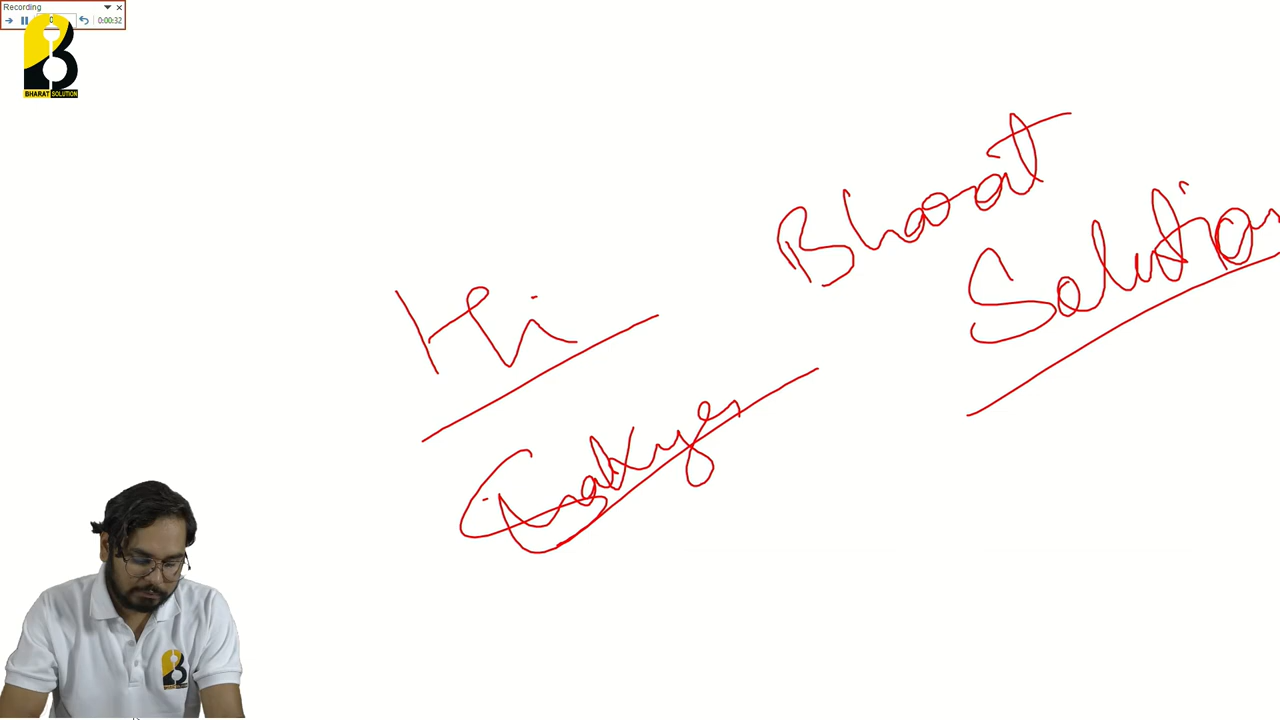 Recording
0:00:32
BHARAT SOLUTION
Hi
Bharat
Solution